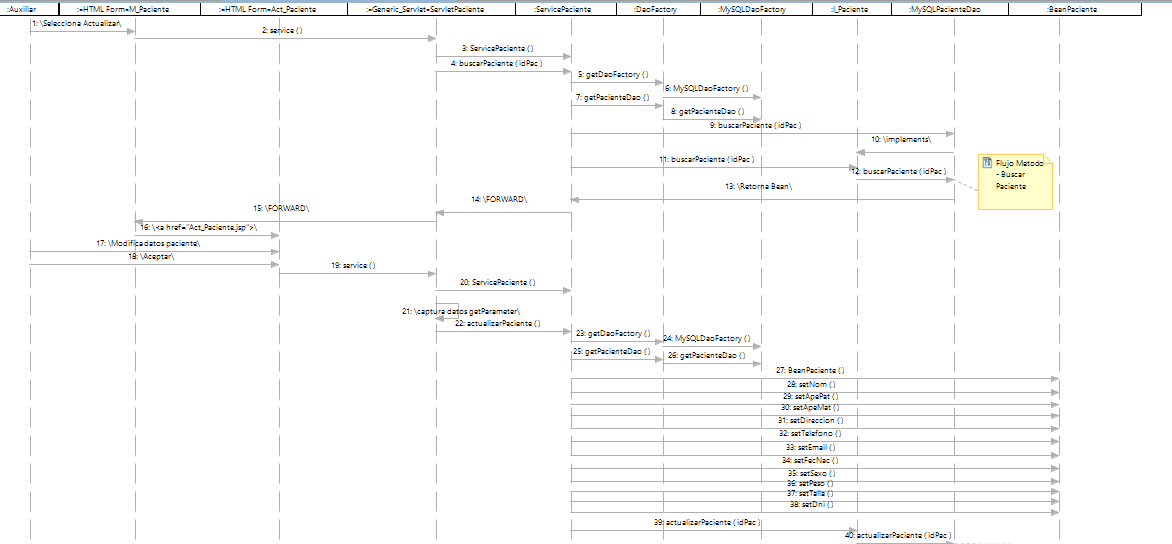 :Auxiliar
:=HTML Form=M_Paciente
:=HTML Form=Act_Paciente
:=Generic_Servlet=ServletPaciente
:ServicePaciente
:DaoFactory
:MySQLDaoFactory
:I_Paciente
:MySQLPacienteDao
:BeanPaciente
1: \Selecciona Actualizar\
2: service ()
3: ServicePaciente ()
4: buscarPaciente ( idPac )
5: getDaoFactory ()
6: MySQLDaoFactory ()
7: getPacienteDao ()
8: getPacienteDao ()
9: buscarPaciente ( idPac )
10: \implements\
11: buscarPaciente ( idPac )
12: buscarPaciente ( idPac )
Flujo Metodo
- Buscar
Paciente
13: \Retorna Bean\
14: \FORWARD\
15: \FORWARD\
16: \<a href="Act_Paciente.jsp">\
17: \Modifica datos paciente\
18: \Aceptar\
19: service ()
20: ServicePaciente ()
21: \captura datos getParameter\
22: actualizarPaciente ()
23: getDaoFactory ()
24: MySQLDaoFactory ()
25: getPacienteDao ()
26: getPacienteDao ()
27: BeanPaciente ()
28: setNom ()
29: setApePat ()
30: setApeMat ()
31: setDireccion ()
32: setTelefono ()
33: setEmail ()
34: setFecNac ()
35: setSexo ()
36: setPeso ()
37: setTalla ()
38: setDni ()
39: actualizarPaciente ( idPac )
40: actualizarPaciente ( idPac )